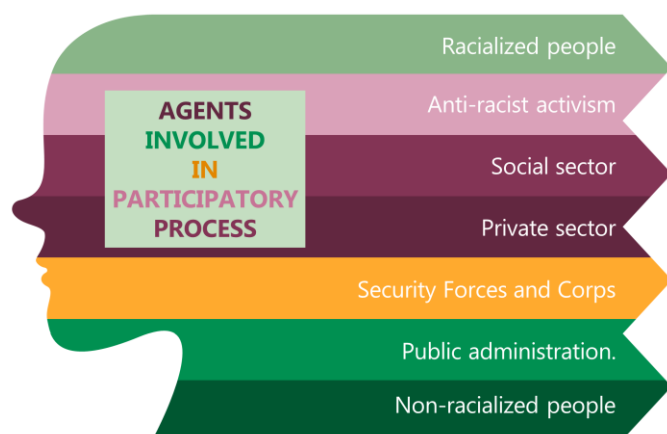 Racialized people
Anti-racist activism
AGENTS
INVOLVED
IN
PARTICIPATORY
PROCESS
Social sector
Private sector
Security Forces and Corps
Public administration.
Non-racialized people